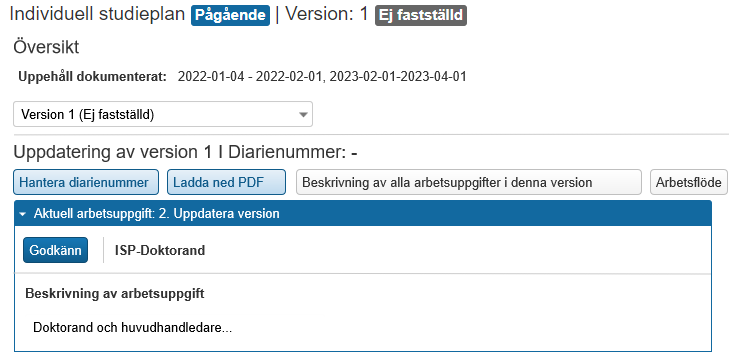 Individuell studieplan Pågående | Version: 1 Ej fastställd
Översikt
Uppehåll dokumenterat: 2022-01-04 - 2022-02-01, 2023-02-01-2023-04-01
Version 1 (Ej fastställd)
Uppdatering av version 1 I Diarienummer: -
Hantera diarienummer Ladda ned PDF Beskrivning av alla arbetsuppgifter i denna version Arbetsflöde
Aktuell arbetsuppgift: 2. Uppdatera version
Godkänn ISP-Doktorand
Beskrivning av arbetsuppgift
Doktorand och huvudhandledare...